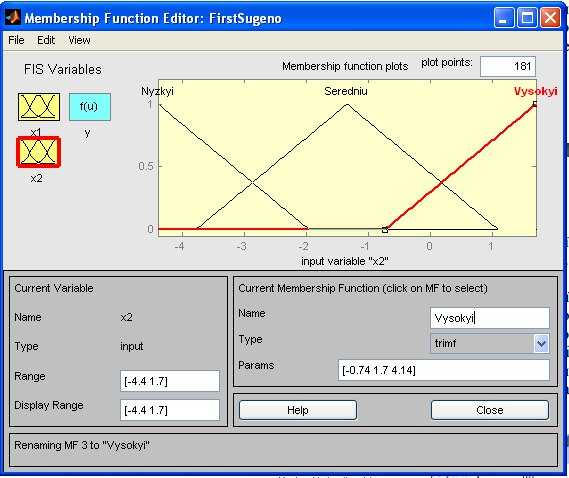 Membership Function Editor: FirstSugeno
File Edit View
FIS Variables
Membership function plots plot points: 181
f(u)
x1 y
x2
Nyzkyi Seredniu Vysokyi
1
0.5
0
-4 -3 -2 -1 0 1
input variable "x2"
Current Variable
Name x2
Type input
Range [-4.4 1.7]
Display Range [-4.4 1.7]
Current Membership Function (click on MF to select)
Name Vysokyi
Type trimf
Params [-0.74 1.7 4.14]
Help Close
Renaming MF 3 to "Vysokyi"